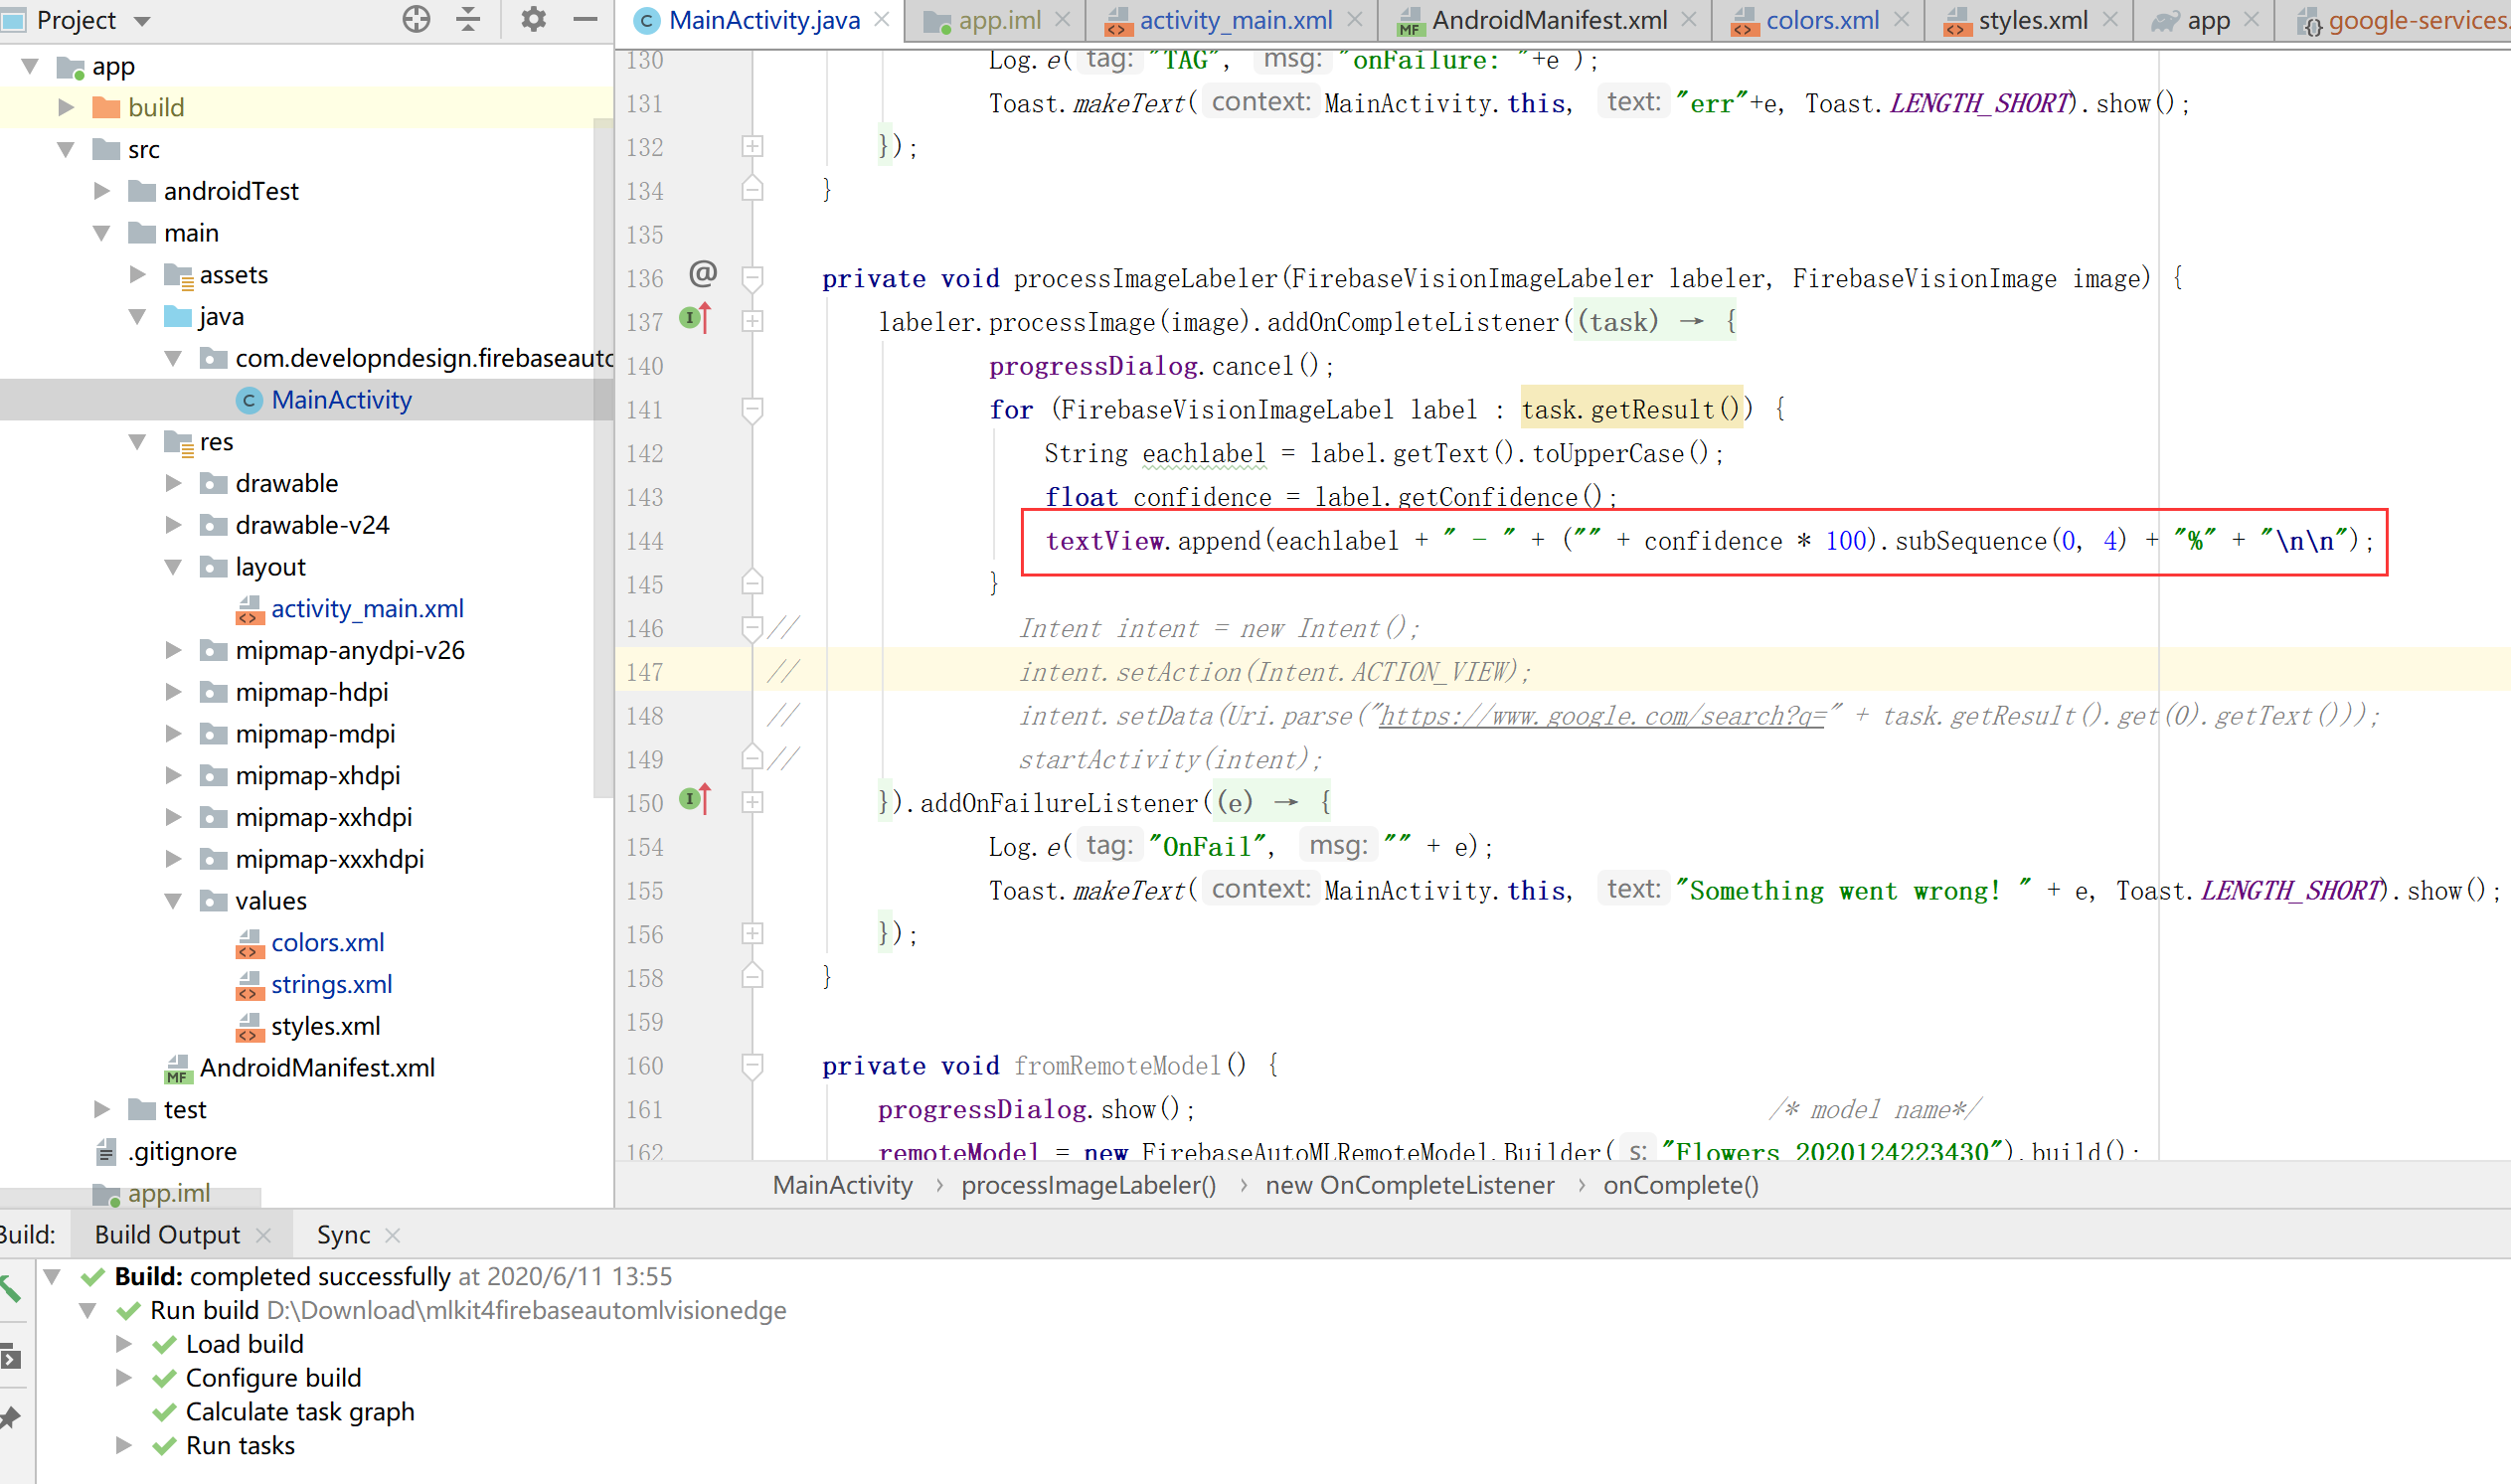 Project
MainActivity.java
app.iml
activity_main.xml
AndroidManifest.xml
colors.xml
styles.xml
app
google-services.
app
build
src
androidTest
main
assets
java
com.developndesign.firebaseauto
MainActivity
res
drawable
drawable-v24
layout
activity_main.xml
mipmap-anydpi-v26
mipmap-hdpi
mipmap-mdpi
mipmap-xhdpi
mipmap-xxhdpi
mipmap-xxxhdpi
values
colors.xml
strings.xml
styles.xml
AndroidManifest.xml
test
.gitignore
app.iml
130 Log.e( tag: "TAG", msg: "onFailure: "+e );
131 Toast.makeText( context: MainActivity.this, text: "err"+e, Toast.LENGTH_SHORT).show();
132 });
134 }
135
136 @ private void processImageLabeler(FirebaseVisionImageLabeler labeler, FirebaseVisionImage image) {
137 labeler.processImage(image).addOnCompleteListener((task) → {
140 progressDialog.cancel();
141 for (FirebaseVisionImageLabel label : task.getResult()) {
142 String eachlabel = label.getText().toUpperCase();
143 float confidence = label.getConfidence();
144 textView.append(eachlabel + " - " + ("" + confidence * 100).subSequence(0, 4) + "%" + "\n\n");
145 }
146 // Intent intent = new Intent();
147 // intent.setAction(Intent.ACTION_VIEW);
148 // intent.setData(Uri.parse("https://www.google.com/search?q=" + task.getResult().get(0).getText()));
149 // startActivity(intent);
150 }).addOnFailureListener((e) → {
154 Log.e( tag: "OnFail", msg: "" + e);
155 Toast.makeText( context: MainActivity.this, text: "Something went wrong! " + e, Toast.LENGTH_SHORT).show();
156 });
158 }
159
160 private void fromRemoteModel() {
161 progressDialog.show(); /* model name*/
162 remoteModel = new FirebaseAutoMLRemoteModel.Builder( s: "Flowers_2020124223430").build();
MainActivity › processImageLabeler() › new OnCompleteListener › onComplete()
Build: Build Output Sync
Build: completed successfully at 2020/6/11 13:55
Run build D:\Download\mlkit4firebaseautomlvisionedge
Load build
Configure build
Calculate task graph
Run tasks